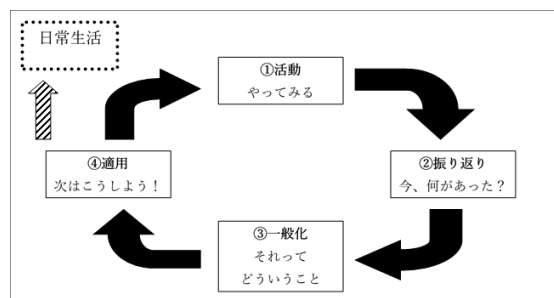 日常生活
①活動
やってみる
②振り返り
今、何があった？
③一般化
それって
どういうこと
④適用
次はこうしよう！